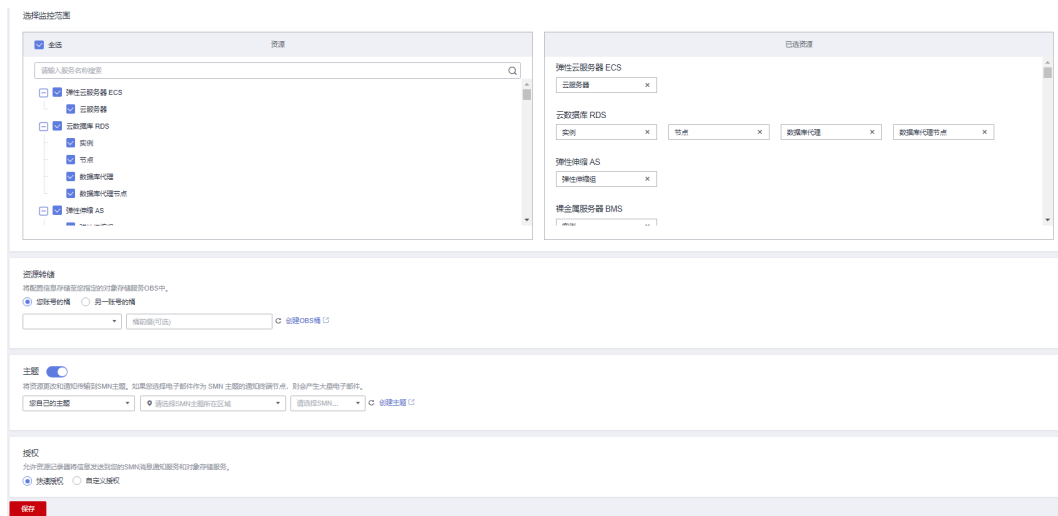 选择监控范围
全选
资源
请输入服务名称搜索
弹性云服务器 ECS
云服务器
云数据库 RDS
实例
节点
数据库代理
数据库代理节点
弹性伸缩 AS
已选资源
弹性云服务器 ECS
云服务器 ×
云数据库 RDS
实例 × 节点 × 数据库代理 × 数据库代理节点 ×
弹性伸缩 AS
弹性伸缩组 ×
裸金属服务器 BMS
资源转储
将配置信息存储至您指定的对象存储服务OBS中。
您账号的桶 另一账号的桶
桶前缀(可选) 创建OBS桶
主题
将资源更改和通知传输到SMN主题。如果您选择电子邮件作为 SMN 主题的通知终端节点，则会产生大量电子邮件。
您自己的主题 请选择SMN主题所在区域 请选择SMN... 创建主题
授权
允许资源记录器将信息发送到您的SMN消息通知服务和对象存储服务。
快速授权 自定义授权
保存